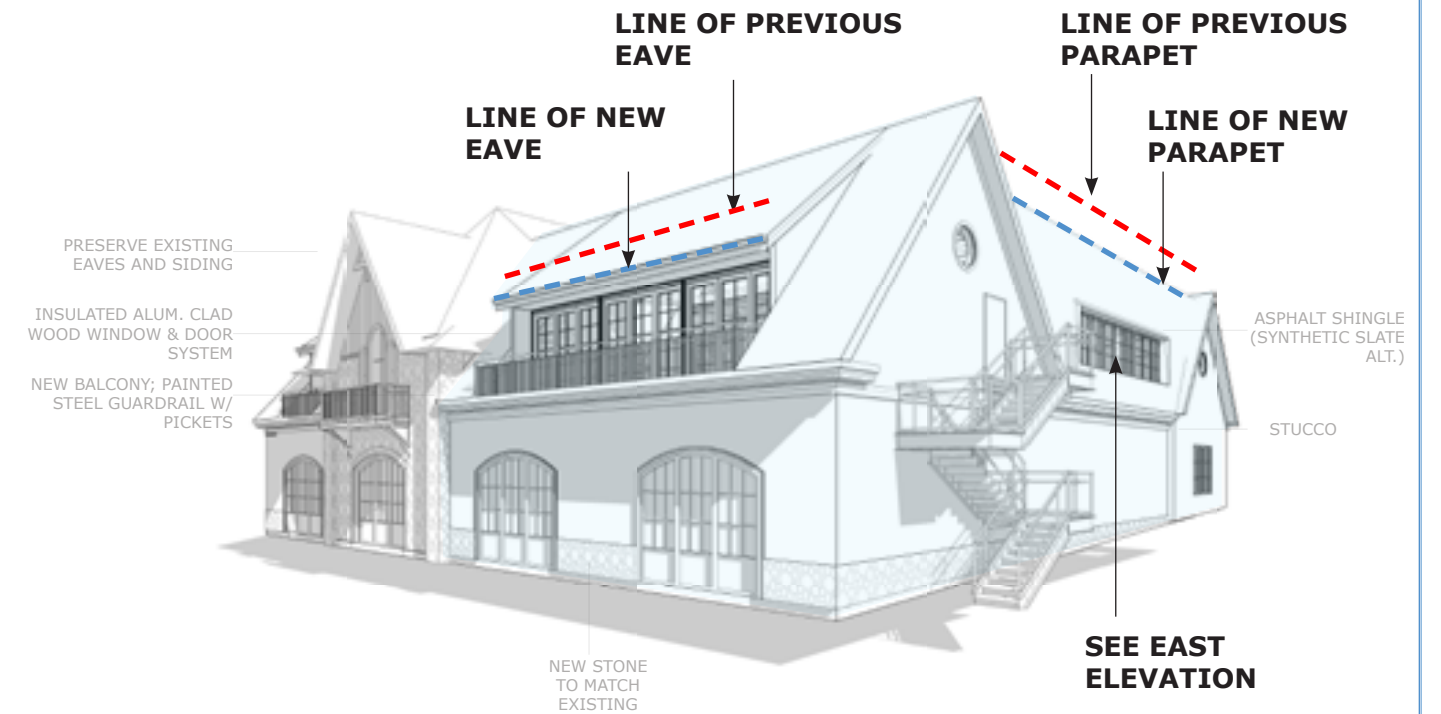 LINE OF PREVIOUS
EAVE
LINE OF PREVIOUS
PARAPET
LINE OF NEW
EAVE
LINE OF NEW
PARAPET
PRESERVE EXISTING
EAVES AND SIDING
INSULATED ALUM. CLAD
WOOD WINDOW & DOOR
SYSTEM
NEW BALCONY; PAINTED
STEEL GUARDRAIL W/
PICKETS
ASPHALT SHINGLE
(SYNTHETIC SLATE
ALT.)
STUCCO
NEW STONE
TO MATCH
EXISTING
SEE EAST
ELEVATION